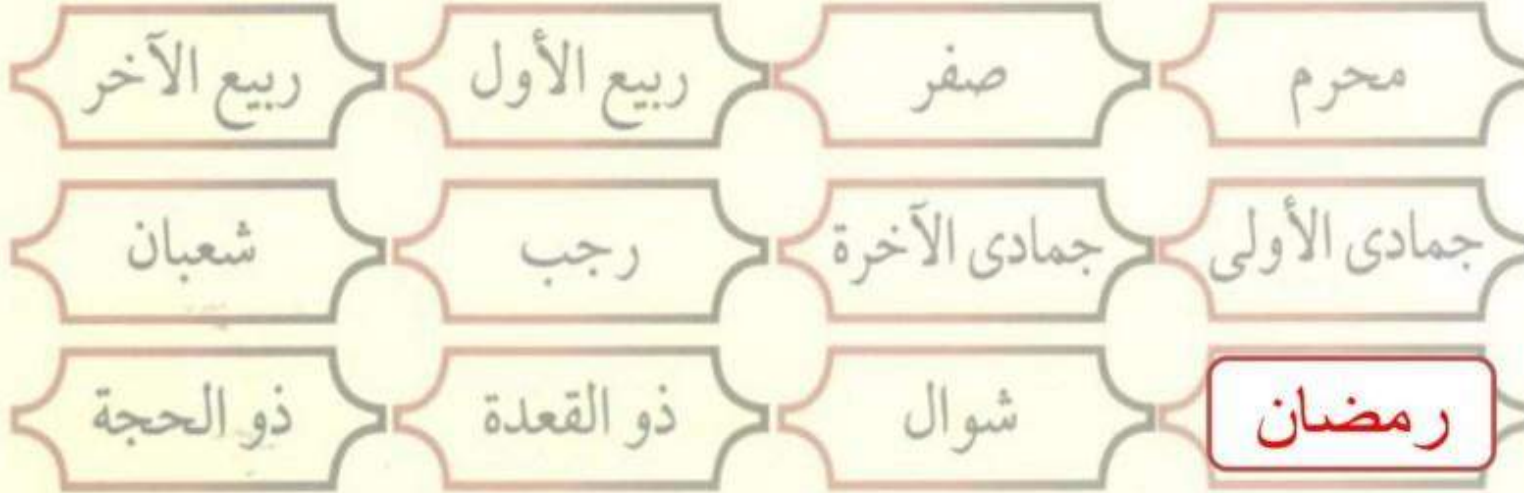 محرم صفر ربيع الأول ربيع الآخر
جمادى الأولى جمادى الآخرة رجب شعبان
رمضان شوال ذو القعدة ذو الحجة